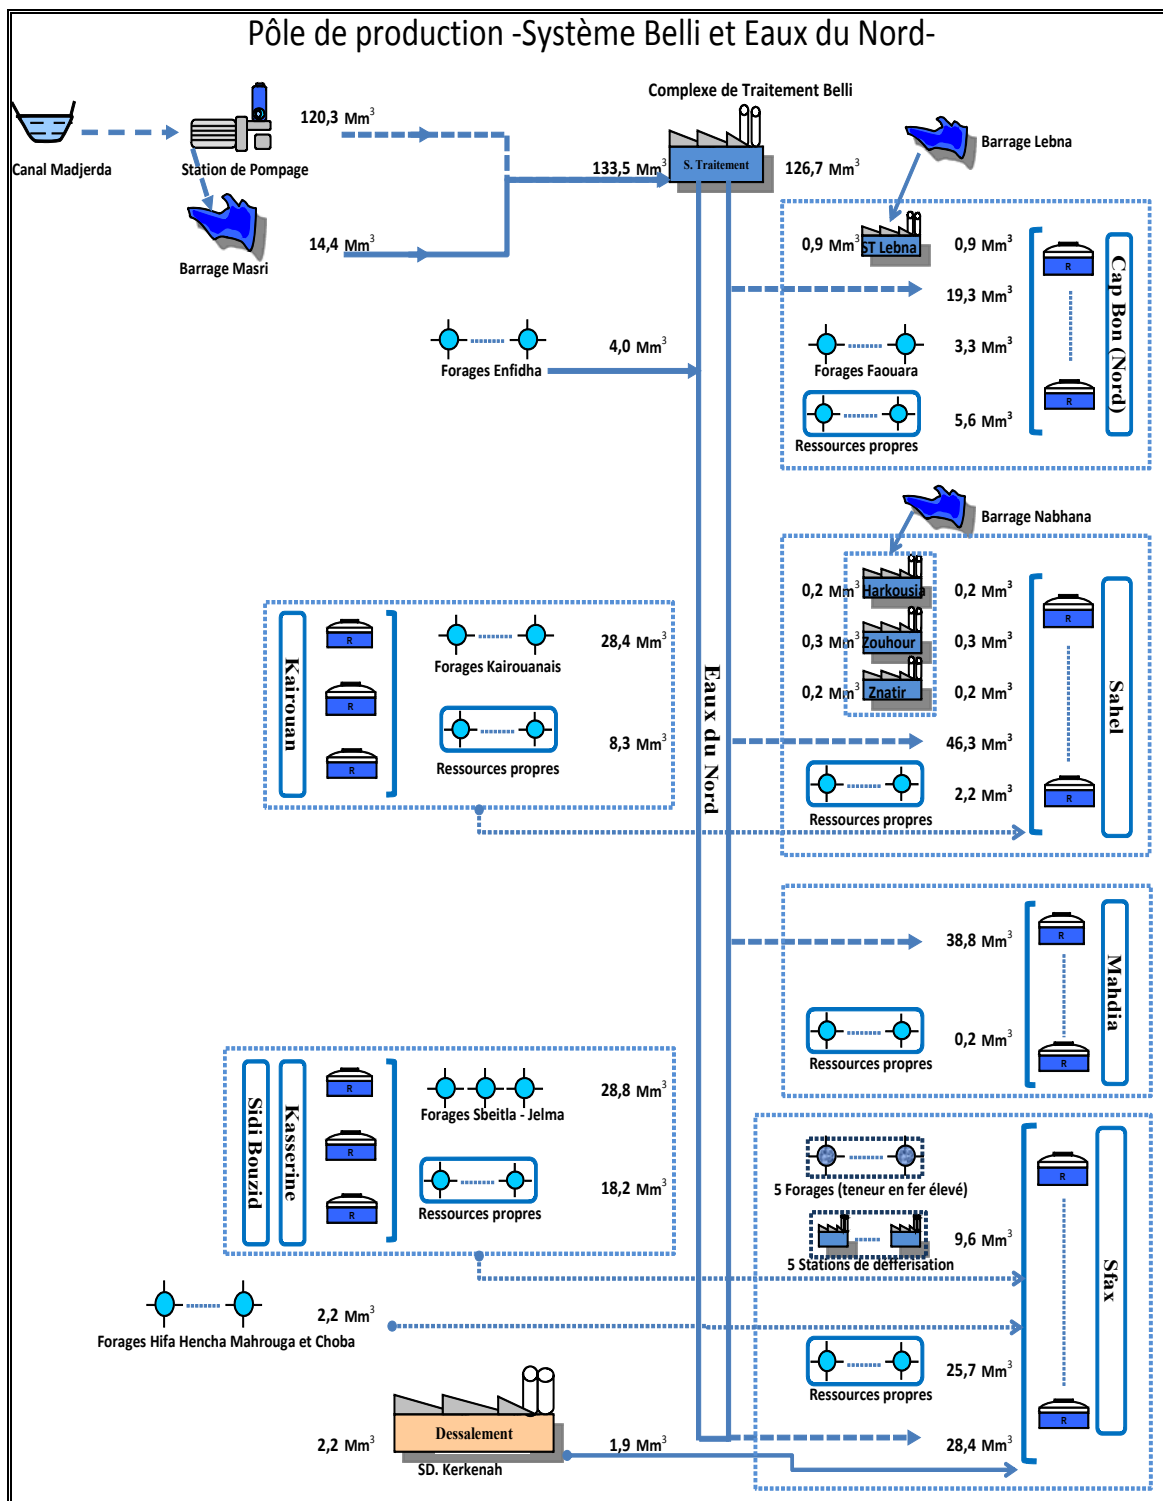 Pôle de production -Système Belli et Eaux du Nord-
Complexe de Traitement Belli
120,3 Mm³
Canal Madjerda
Station de Pompage
133,5 Mm³
S. Traitement
126,7 Mm³
Barrage Lebna
14,4 Mm³
Barrage Masri
0,9 Mm³
ST Lebna
0,9 Mm³
R
19,3 Mm³
Forages Enfidha
4,0 Mm³
Forages Faouara
3,3 Mm³
Ressources propres
5,6 Mm³
R
Cap Bon (Nord)
Barrage Nabhana
0,2 Mm³
Harkousia
0,2 Mm³
R
0,3 Mm³
Zouhour
0,3 Mm³
0,2 Mm³
Znatir
0,2 Mm³
46,3 Mm³
Ressources propres
2,2 Mm³
R
Sahel
Kairouan
R
R
R
Forages Kairouanais
28,4 Mm³
Ressources propres
8,3 Mm³
Eaux du Nord
38,8 Mm³
R
Ressources propres
0,2 Mm³
R
Mahdia
Sidi Bouzid
Kasserine
R
R
R
Forages Sbeitla - Jelma
28,8 Mm³
Ressources propres
18,2 Mm³
5 Forages (teneur en fer élevé)
R
9,6 Mm³
5 Stations de défferisation
Sfax
Forages Hifa Hencha Mahrouga et Choba
2,2 Mm³
Ressources propres
25,7 Mm³
R
28,4 Mm³
2,2 Mm³
Dessalement
SD. Kerkenah
1,9 Mm³